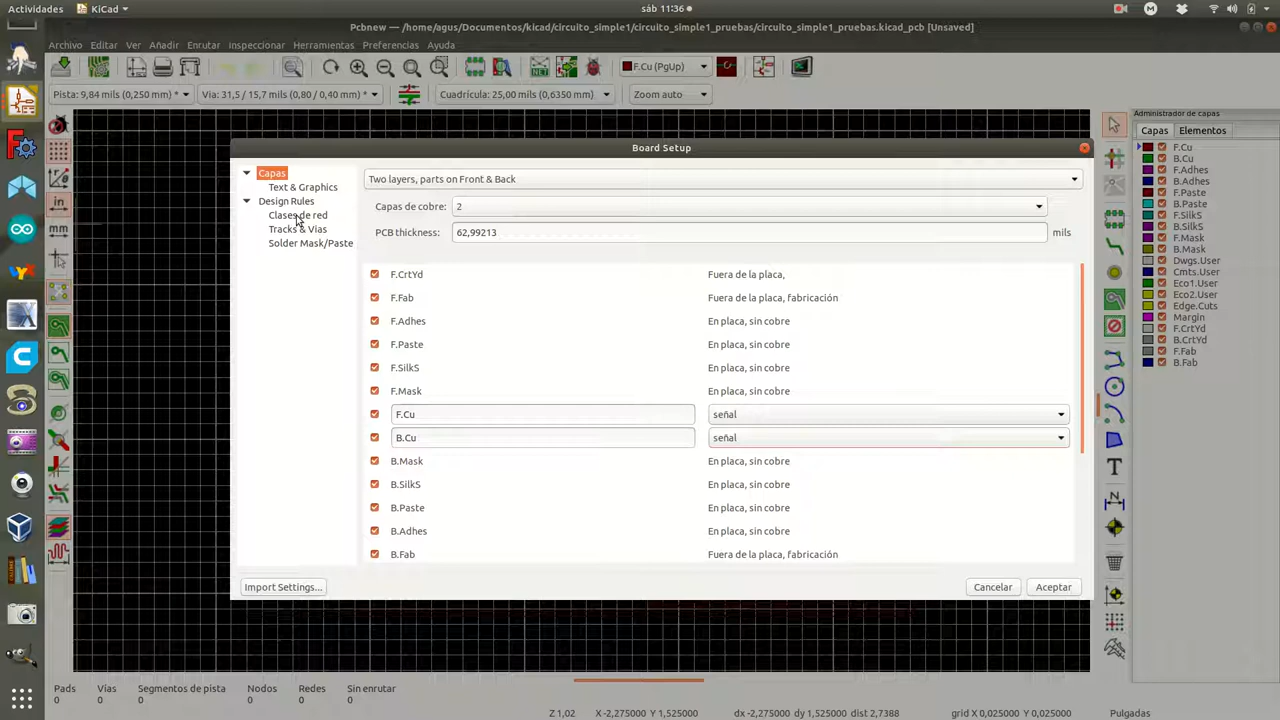 Actividades KiCad sáb 11:36
Pcbnew — /home/agus/Documentos/kicad/circuito_simple1/circuito_simple1_pruebas/circuito_simple1_pruebas.kicad_pcb [Unsaved]
Archivo Editar Ver Añadir Enrutar Inspeccionar Herramientas Preferencias Ayuda
F.Cu (PgUp)
Pista: 9,84 mils (0,250 mm) * Vía: 31,5 / 15,7 mils (0,80 / 0,40 mm) * Cuadrícula: 25,00 mils (0,6350 mm) Zoom auto
Administrador de capas
Capas Elementos
F.Cu
B.Cu
F.Adhes
B.Adhes
F.Paste
B.Paste
F.SilkS
B.SilkS
F.Mask
B.Mask
Dwgs.User
Cmts.User
Eco1.User
Eco2.User
Edge.Cuts
Margin
F.CrtYd
B.CrtYd
F.Fab
B.Fab
Board Setup
Capas
Text & Graphics
Design Rules
Clases de red
Tracks & Vias
Solder Mask/Paste
Two layers, parts on Front & Back
Capas de cobre: 2
PCB thickness: 62,99213 mils
F.CrtYd Fuera de la placa,
F.Fab Fuera de la placa, fabricación
F.Adhes En placa, sin cobre
F.Paste En placa, sin cobre
F.SilkS En placa, sin cobre
F.Mask En placa, sin cobre
F.Cu señal
B.Cu señal
B.Mask En placa, sin cobre
B.SilkS En placa, sin cobre
B.Paste En placa, sin cobre
B.Adhes En placa, sin cobre
B.Fab Fuera de la placa, fabricación
Import Settings... Cancelar Aceptar
Pads Vías Segmentos de pista Nodos Redes Sin enrutar
0 0 0 0 0 0
Z 1,02 X -2,275000 Y 1,525000 dx -2,275000 dy 1,525000 dist 2,7388 grid X 0,025000 Y 0,025000 Pulgadas